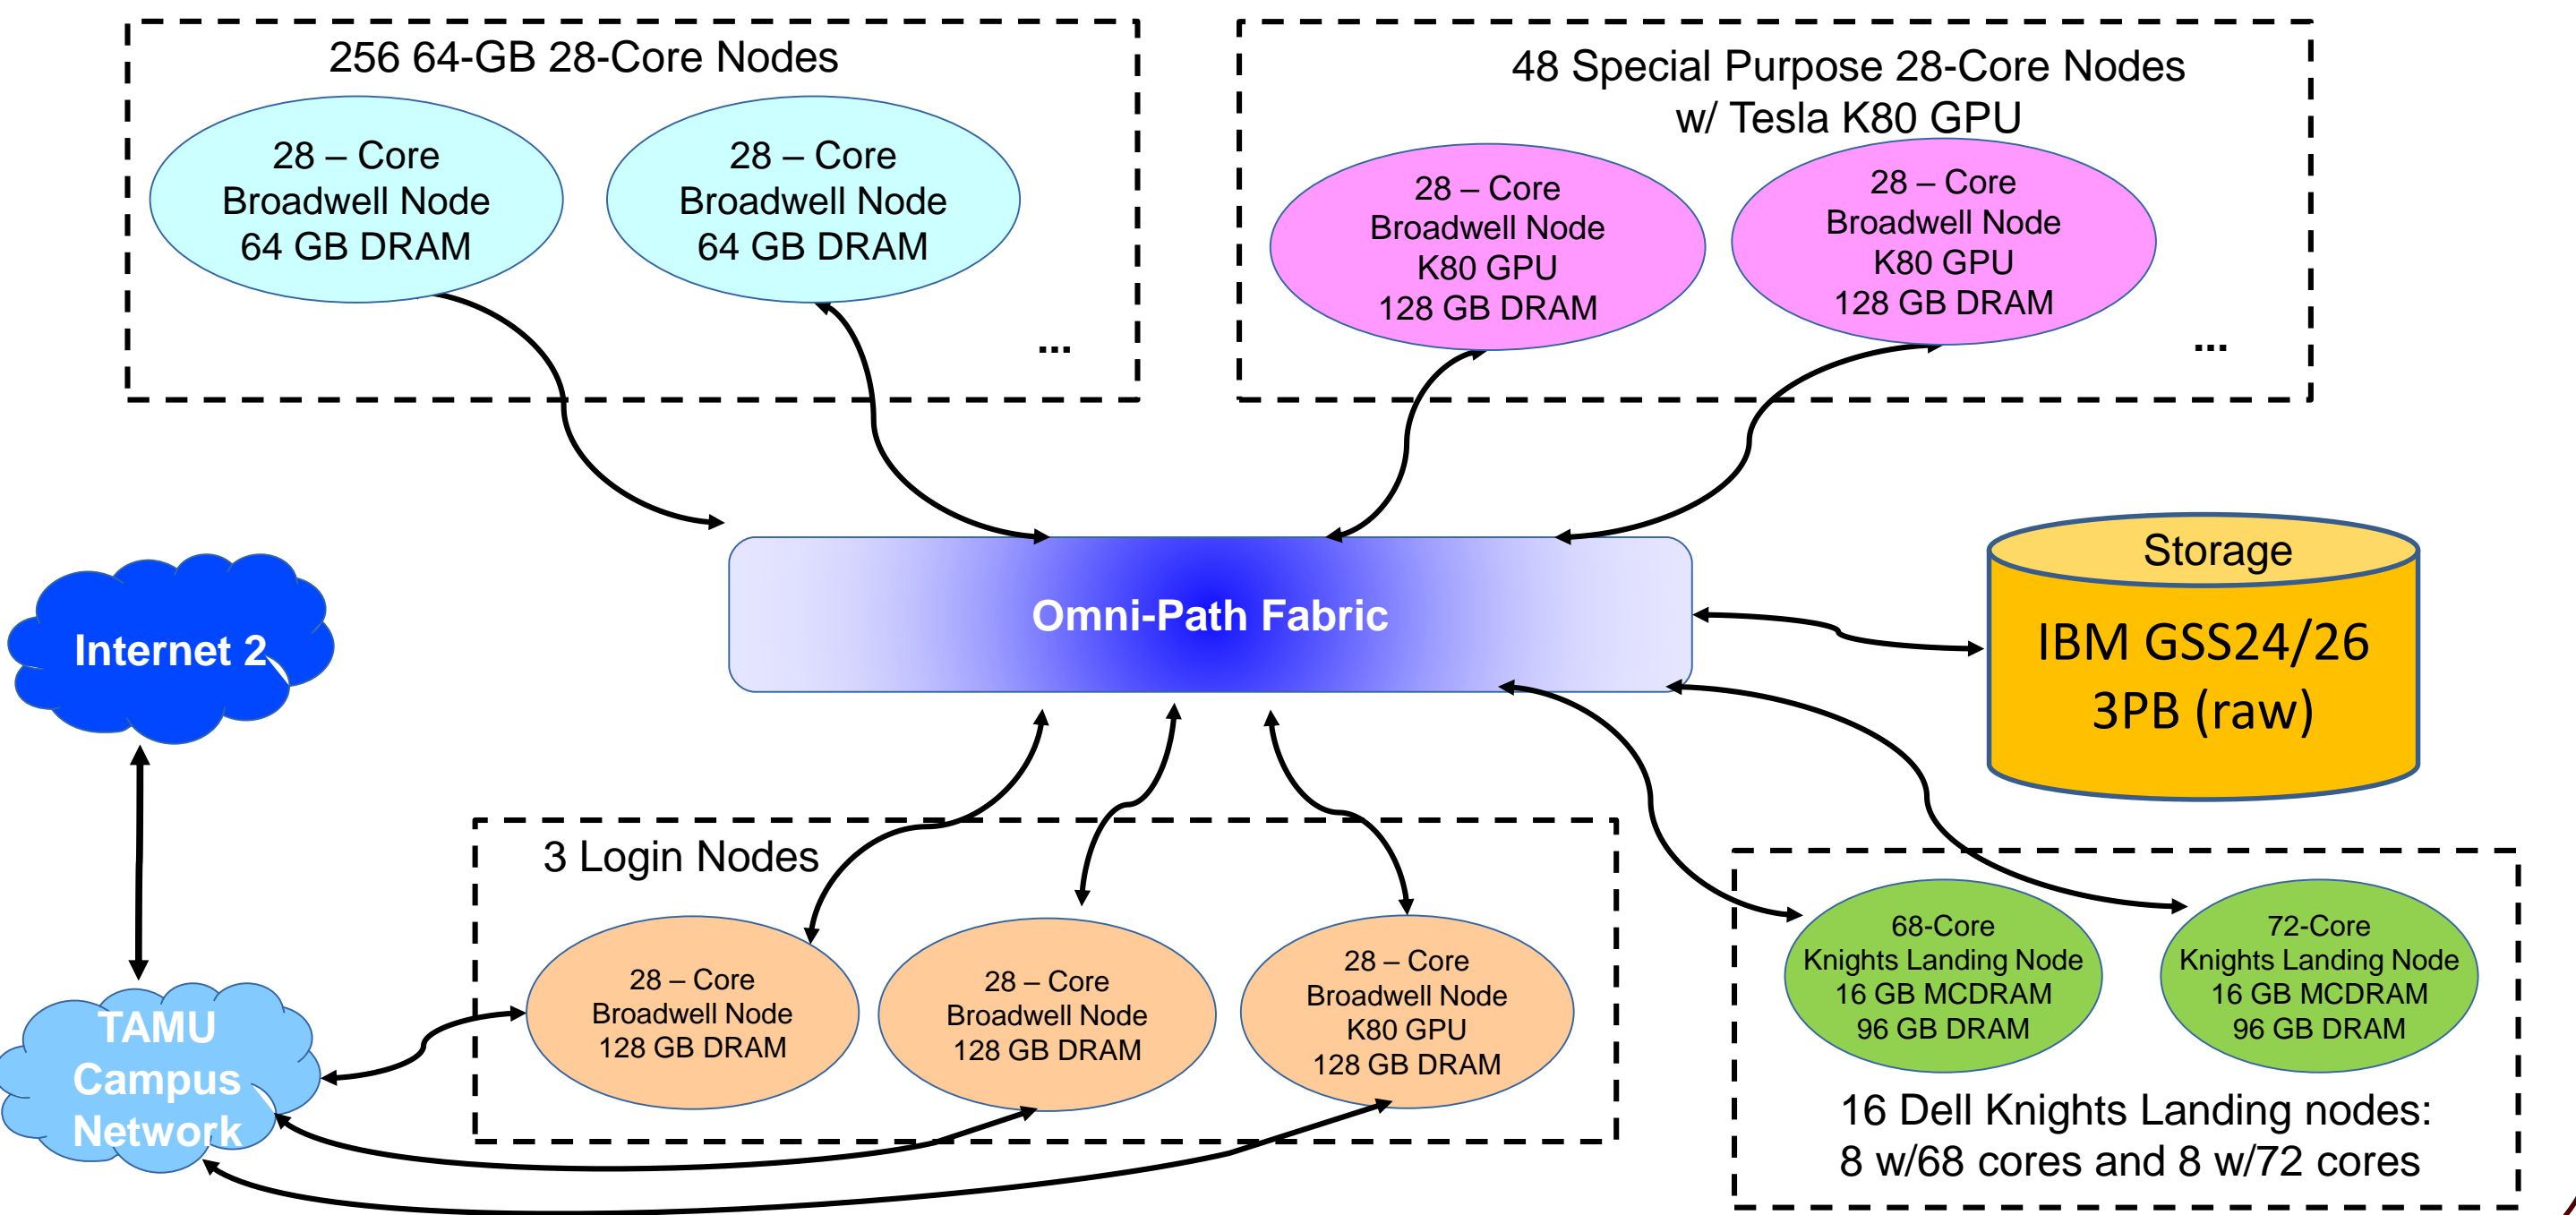 256 64-GB 28-Core Nodes
28 – Core
Broadwell Node
64 GB DRAM
28 – Core
Broadwell Node
64 GB DRAM
...
48 Special Purpose 28-Core Nodes
w/ Tesla K80 GPU
28 – Core
Broadwell Node
K80 GPU
128 GB DRAM
28 – Core
Broadwell Node
K80 GPU
128 GB DRAM
...
Internet 2
Omni-Path Fabric
Storage
IBM GSS24/26
3PB (raw)
TAMU
Campus
Network
3 Login Nodes
28 – Core
Broadwell Node
128 GB DRAM
28 – Core
Broadwell Node
128 GB DRAM
28 – Core
Broadwell Node
K80 GPU
128 GB DRAM
68-Core
Knights Landing Node
16 GB MCDRAM
96 GB DRAM
72-Core
Knights Landing Node
16 GB MCDRAM
96 GB DRAM
16 Dell Knights Landing nodes:
8 w/68 cores and 8 w/72 cores